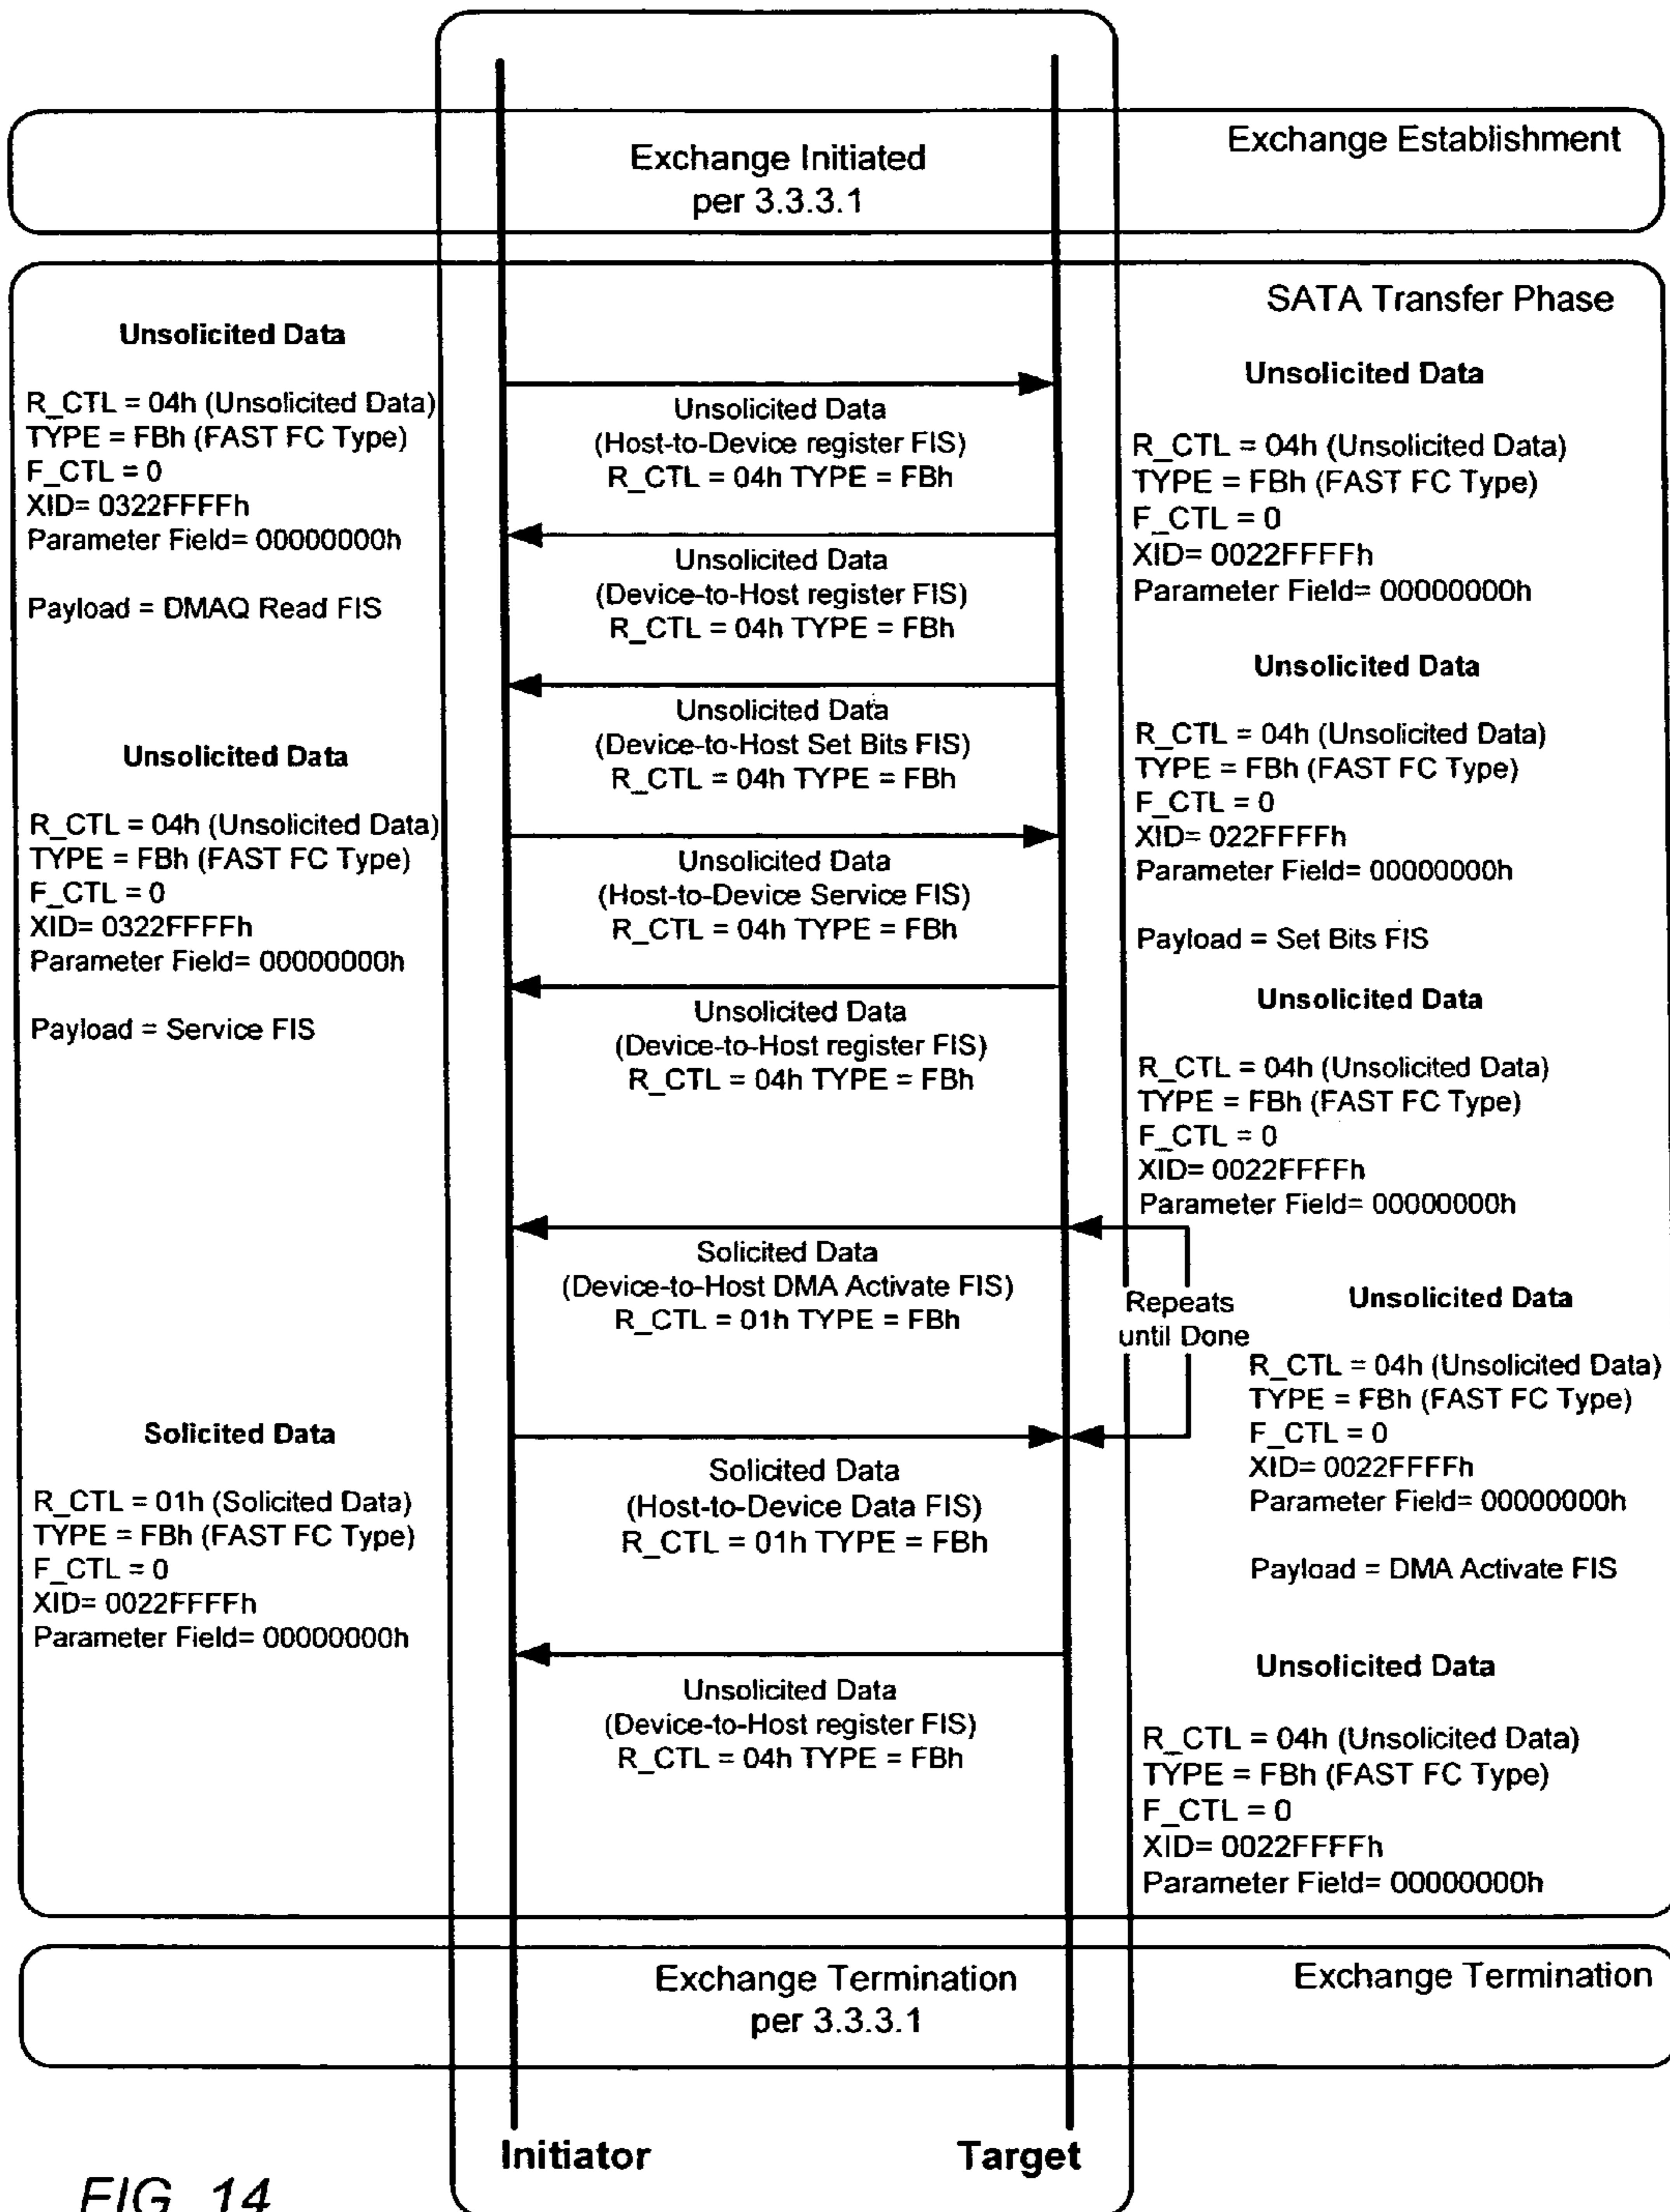 Exchange Establishment
Exchange Initiated
per 3.3.3.1
SATA Transfer Phase
Unsolicited Data
R_CTL = 04h (Unsolicited Data)
TYPE = FBh (FAST FC Type)
F_CTL = 0
XID= 0322FFFFh
Parameter Field= 00000000h
Payload = DMAQ Read FIS
Unsolicited Data
R_CTL = 04h (Unsolicited Data)
TYPE = FBh (FAST FC Type)
F_CTL = 0
XID= 0322FFFFh
Parameter Field= 00000000h
Payload = Service FIS
Solicited Data
R_CTL = 01h (Solicited Data)
TYPE = FBh (FAST FC Type)
F_CTL = 0
XID= 0022FFFFh
Parameter Field= 00000000h
Unsolicited Data
(Host-to-Device register FIS)
R_CTL = 04h TYPE = FBh
Unsolicited Data
(Device-to-Host register FIS)
R_CTL = 04h TYPE = FBh
Unsolicited Data
(Device-to-Host Set Bits FIS)
R_CTL = 04h TYPE = FBh
Unsolicited Data
(Host-to-Device Service FIS)
R_CTL = 04h TYPE = FBh
Unsolicited Data
(Device-to-Host register FIS)
R_CTL = 04h TYPE = FBh
Solicited Data
(Device-to-Host DMA Activate FIS)
R_CTL = 01h TYPE = FBh
Repeats
until Done
Solicited Data
(Host-to-Device Data FIS)
R_CTL = 01h TYPE = FBh
Unsolicited Data
(Device-to-Host register FIS)
R_CTL = 04h TYPE = FBh
Unsolicited Data
R_CTL = 04h (Unsolicited Data)
TYPE = FBh (FAST FC Type)
F_CTL = 0
XID= 0022FFFFh
Parameter Field= 00000000h
Unsolicited Data
R_CTL = 04h (Unsolicited Data)
TYPE = FBh (FAST FC Type)
F_CTL = 0
XID= 022FFFFh
Parameter Field= 00000000h
Payload = Set Bits FIS
Unsolicited Data
R_CTL = 04h (Unsolicited Data)
TYPE = FBh (FAST FC Type)
F_CTL = 0
XID= 0022FFFFh
Parameter Field= 00000000h
Unsolicited Data
R_CTL = 04h (Unsolicited Data)
TYPE = FBh (FAST FC Type)
F_CTL = 0
XID= 0022FFFFh
Parameter Field= 00000000h
Payload = DMA Activate FIS
Unsolicited Data
R_CTL = 04h (Unsolicited Data)
TYPE = FBh (FAST FC Type)
F_CTL = 0
XID= 0022FFFFh
Parameter Field= 00000000h
Exchange Termination
per 3.3.3.1
Exchange Termination
Initiator
Target
FIG. 14